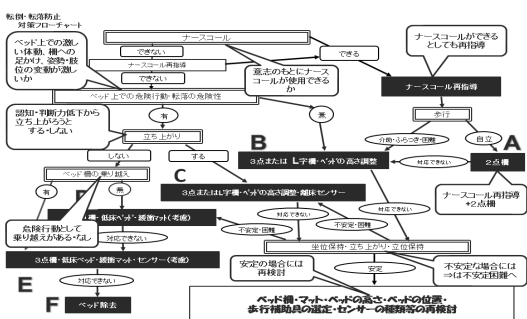 転倒・転落防止
対策フローチャート
ナースコール
ベッド上での激し
い体動、柵への
足かけ、姿勢・肢
位の変動が激し
いか
できない
できる
ナースコール再指導
できない
意志のもとにナース
コールが使用できる
か
ナースコールができる
としても再指導
ナースコール再指導
ベッド上での危険行動・転落の危険性
認知・判断力低下から
立ち上がろうと
する・しない
有
無
歩行
介助・ふらつき・困難
自立
立ち上がり
B
A
3点または L字柵・ベッドの高さ調整
対応できない
2点柵
しない
する
ベッド柵の乗り越え
C
3点またはL字柵・ベッドの高さ調整・離床センサー
ナースコール再指導
+2点柵
有
無
柵・低床ベッド・緩衝マット(考慮)
対応できない
対応できない
不安定・困難
不安定・困難
危険行動として
乗り越えがある・なし
対応できない
坐位保持・立ち上がり・立位保持
3点柵・低床ベッド・緩衝マット・センサー(考慮)
安定の場合には
再検討
安定
不安定な場合には
⇒は不安定困難へ
E
対応できない
F
ベッド除去
ベッド柵・マット・ベッドの高さ・ベッドの位置・
歩行補助具の選定・センサーの種類等の再検討